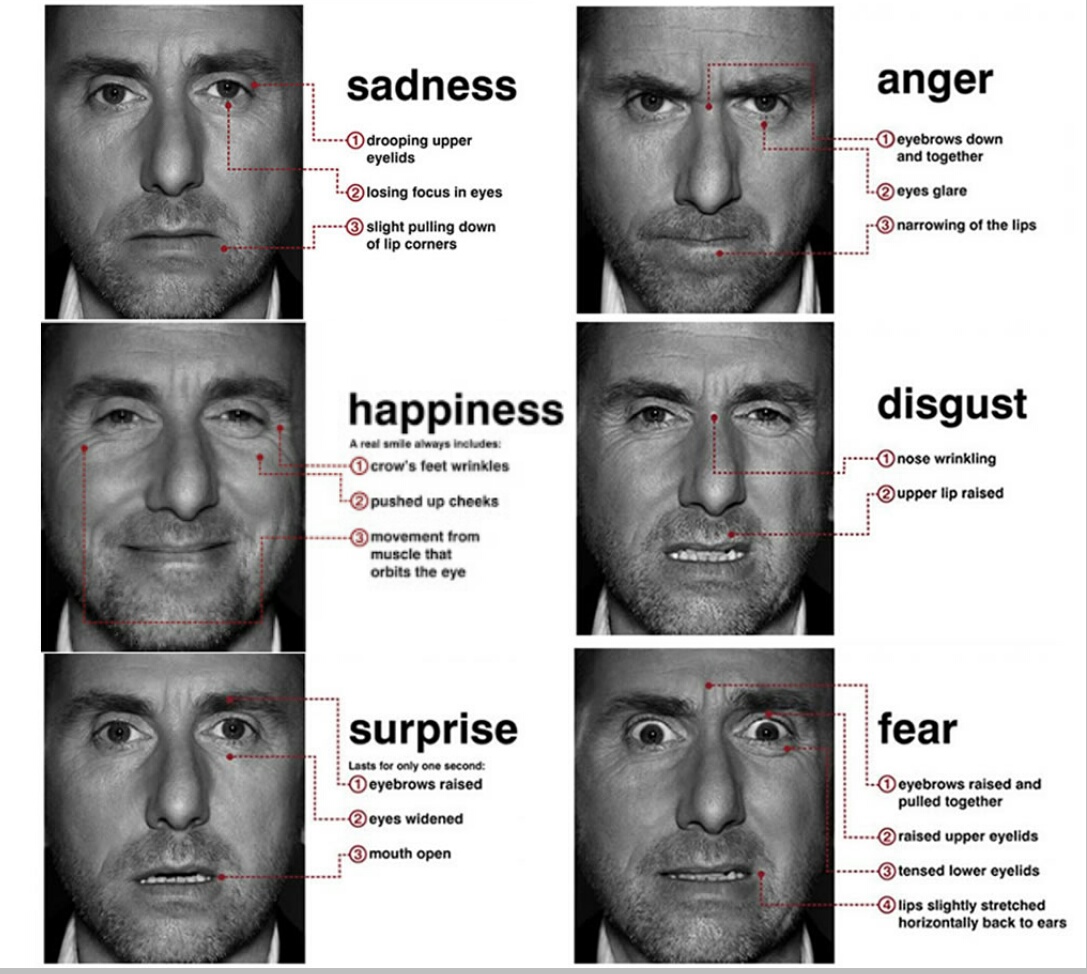 sadness
① drooping upper
eyelids
② losing focus in eyes
③ slight pulling down
of lip corners
anger
① eyebrows down
and together
② eyes glare
③ narrowing of the lips
happiness
A real smile always includes:
① crow's feet wrinkles
② pushed up cheeks
③ movement from
muscle that
orbits the eye
disgust
① nose wrinkling
② upper lip raised
surprise
Lasts for only one second:
① eyebrows raised
② eyes widened
③ mouth open
fear
① eyebrows raised and
pulled together
② raised upper eyelids
③ tensed lower eyelids
④ lips slightly stretched
horizontally back to ears